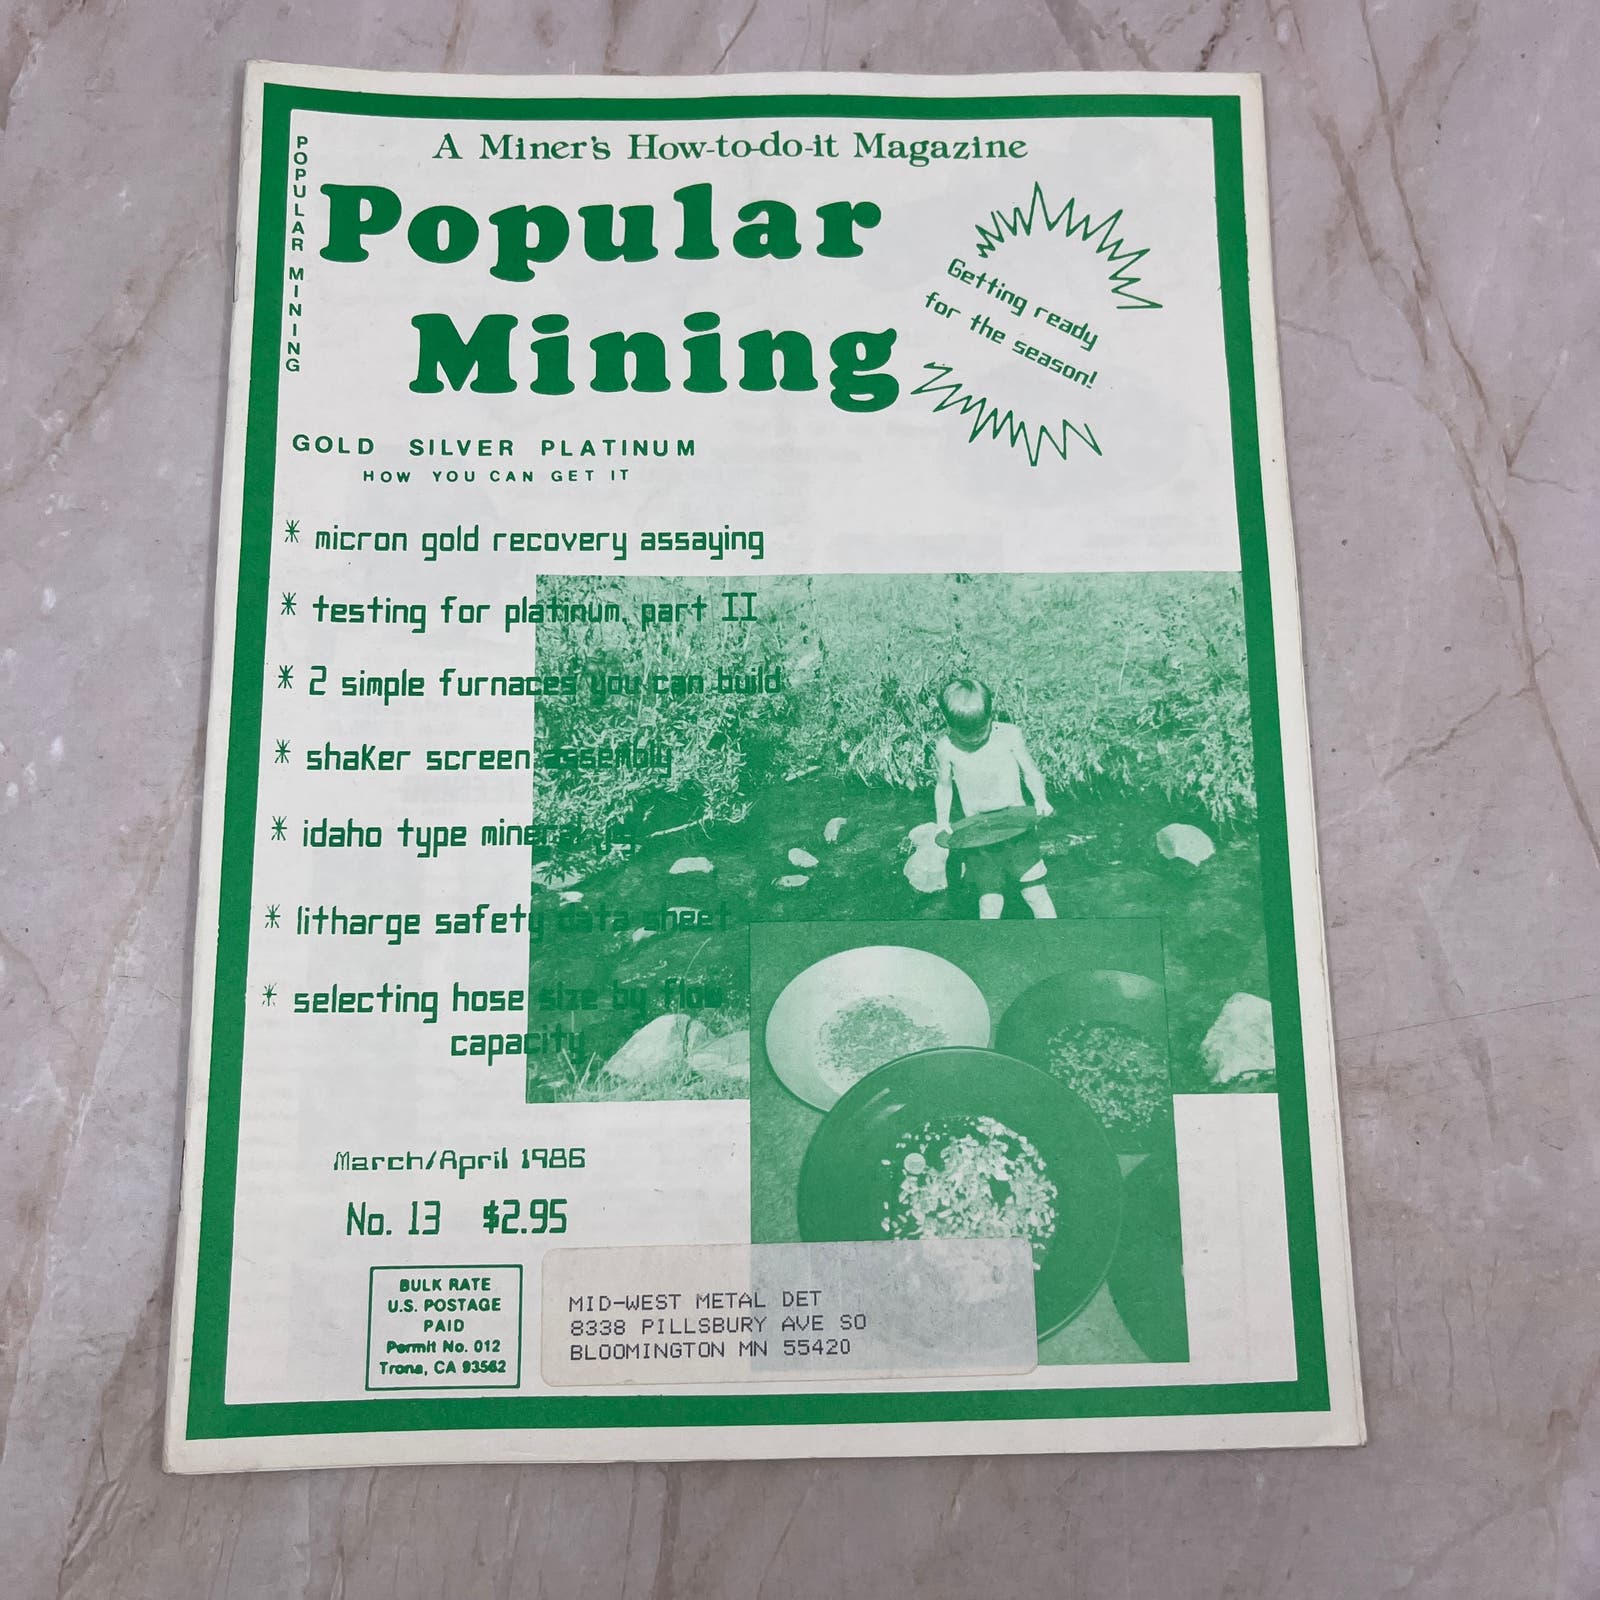 A Miner's How-to-do-it Magazine
POPULAR MINING
Popular
Mining
Getting ready
for the season!
GOLD SILVER PLATINUM
HOW YOU CAN GET IT
* micron gold recovery assaying
* testing for platinum, part II
* 2 simple furnaces you can build
* shaker screen assembly
* idaho type mineral jig
* litharge safety data sheet
* selecting hose size by flow
capacity
March/April 1986
No. 13 $2.95
BULK RATE
U.S. POSTAGE
PAID
Permit No. 012
Trona, CA 93562
MID-WEST METAL DET
8338 PILLSBURY AVE SO
BLOOMINGTON MN 55420